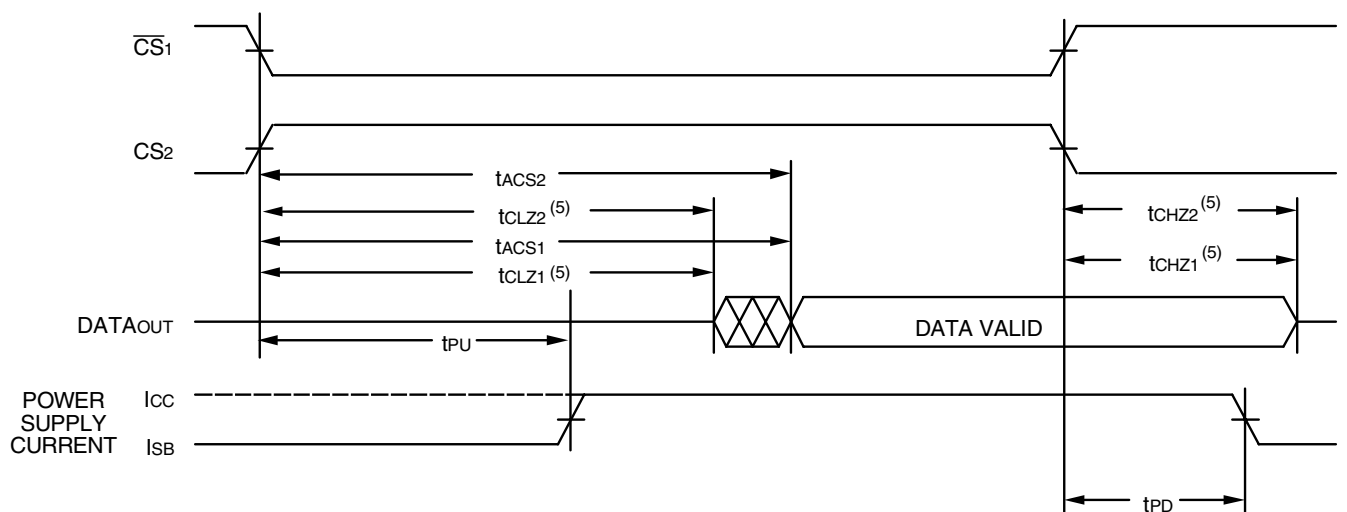 CS1
CS2
tACS2
tCLZ2 (5)
tCHZ2 (5)
tACS1
tCLZ1 (5)
tCHZ1 (5)
DATAOUT
DATA VALID
tPU
POWER
SUPPLY
CURRENT
ICC
ISB
tPD